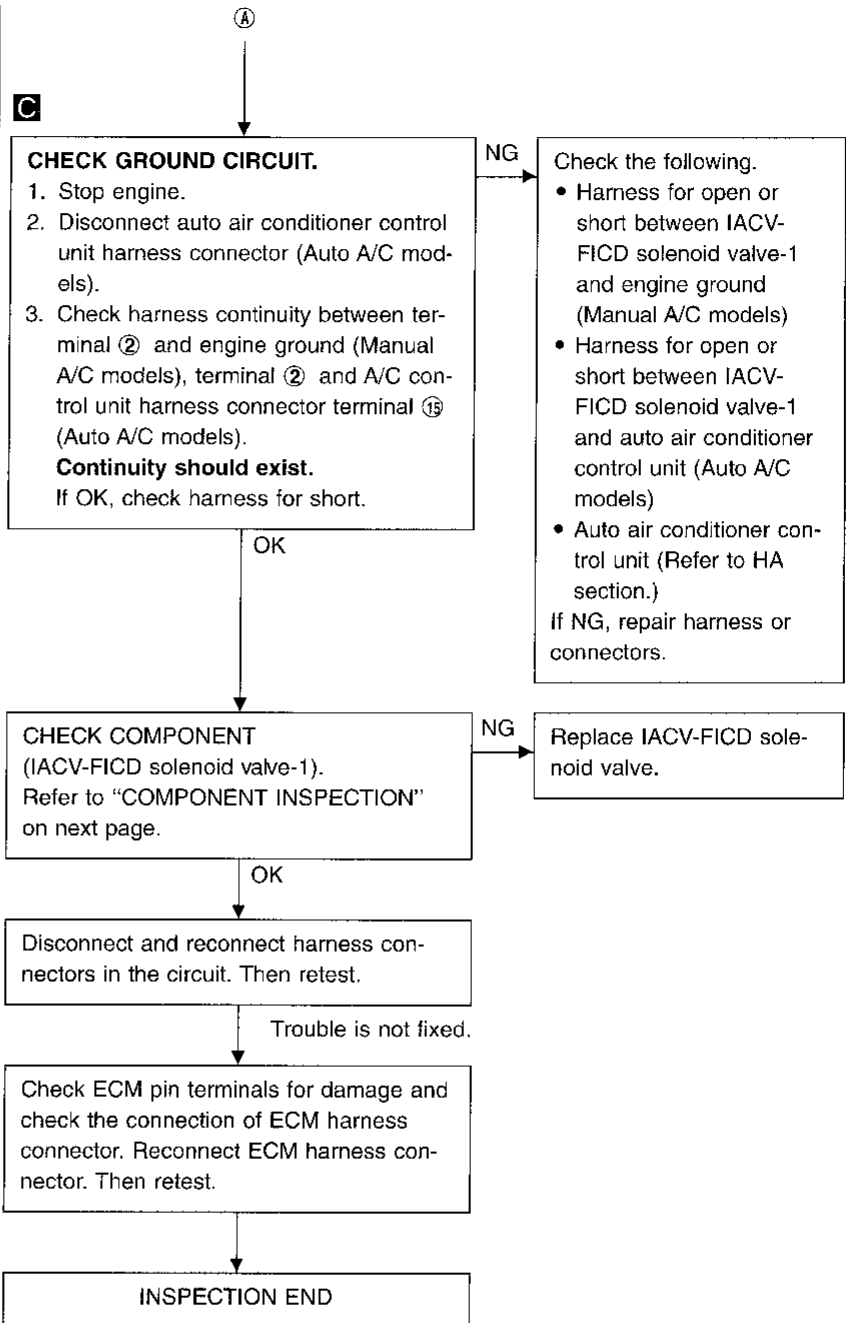 Ⓐ
C
CHECK GROUND CIRCUIT.
1. Stop engine.
2. Disconnect auto air conditioner control
unit harness connector (Auto A/C mod-
els).
3. Check harness continuity between ter-
minal ② and engine ground (Manual
A/C models), terminal ② and A/C con-
trol unit harness connector terminal ⑮
(Auto A/C models).
Continuity should exist.
If OK, check harness for short.
NG
Check the following.
• Harness for open or
short between IACV-
FICD solenoid valve-1
and engine ground
(Manual A/C models)
• Harness for open or
short between IACV-
FICD solenoid valve-1
and auto air conditioner
control unit (Auto A/C
models)
• Auto air conditioner con-
trol unit (Refer to HA
section.)
If NG, repair harness or
connectors.
OK
CHECK COMPONENT
(IACV-FICD solenoid valve-1).
Refer to “COMPONENT INSPECTION”
on next page.
NG
Replace IACV-FICD sole-
noid valve.
OK
Disconnect and reconnect harness con-
nectors in the circuit. Then retest.
Trouble is not fixed.
Check ECM pin terminals for damage and
check the connection of ECM harness
connector. Reconnect ECM harness con-
nector. Then retest.
INSPECTION END